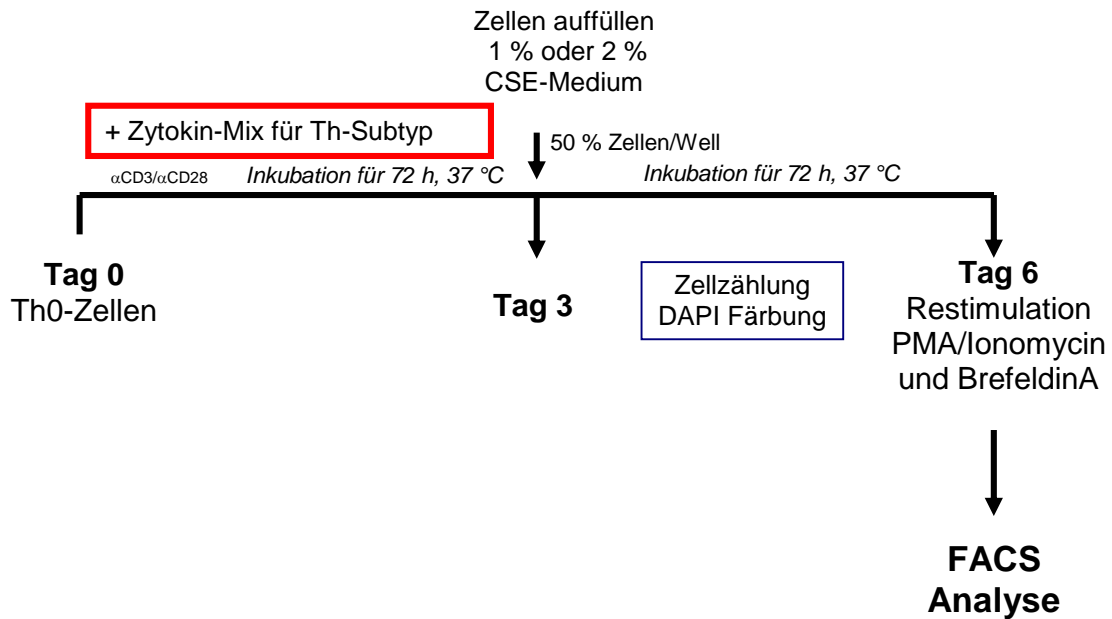 Zellen auffüllen
1 % oder 2 %
CSE-Medium
+ Zytokin-Mix für Th-Subtyp
50 % Zellen/Well
αCD3/αCD28
Inkubation für 72 h, 37 °C
Inkubation für 72 h, 37 °C
Tag 0
Th0-Zellen
Tag 3
Zellzählung
DAPI Färbung
Tag 6
Restimulation
PMA/Ionomycin
und BrefeldinA
FACS
Analyse